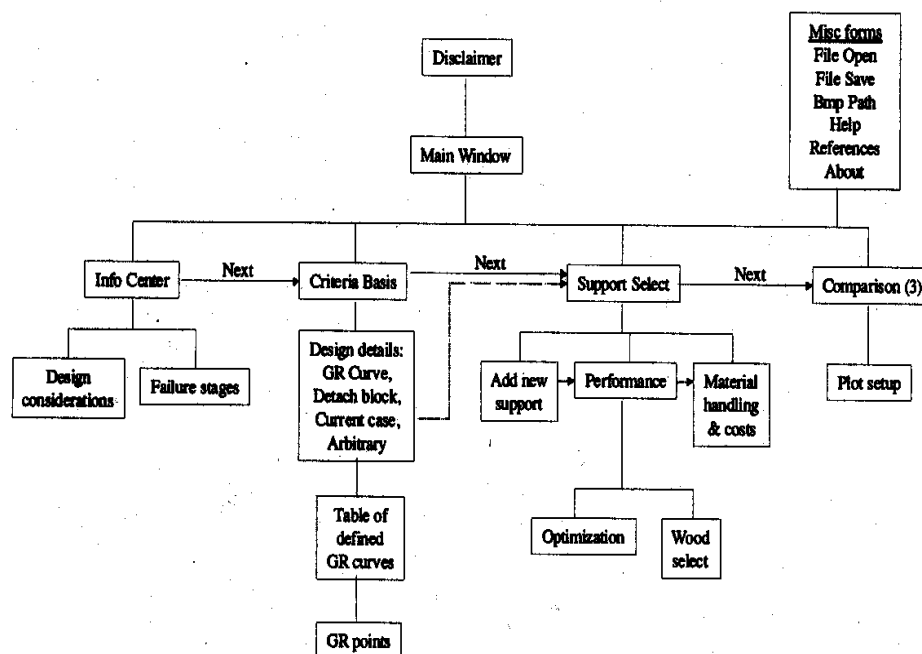 Disclaimer
Misc forms
File Open
File Save
Bmp Path
Help
References
About
Main Window
Info Center
Next
Criteria Basis
Next
Support Select
Next
Comparison (3)
Design
considerations
Failure stages
Design details:
GR Curve,
Detach block,
Current case,
Arbitrary
Add new
support
Performance
Material
handling
& costs
Plot setup
Table of
defined
GR curves
Optimization
Wood
select
GR points